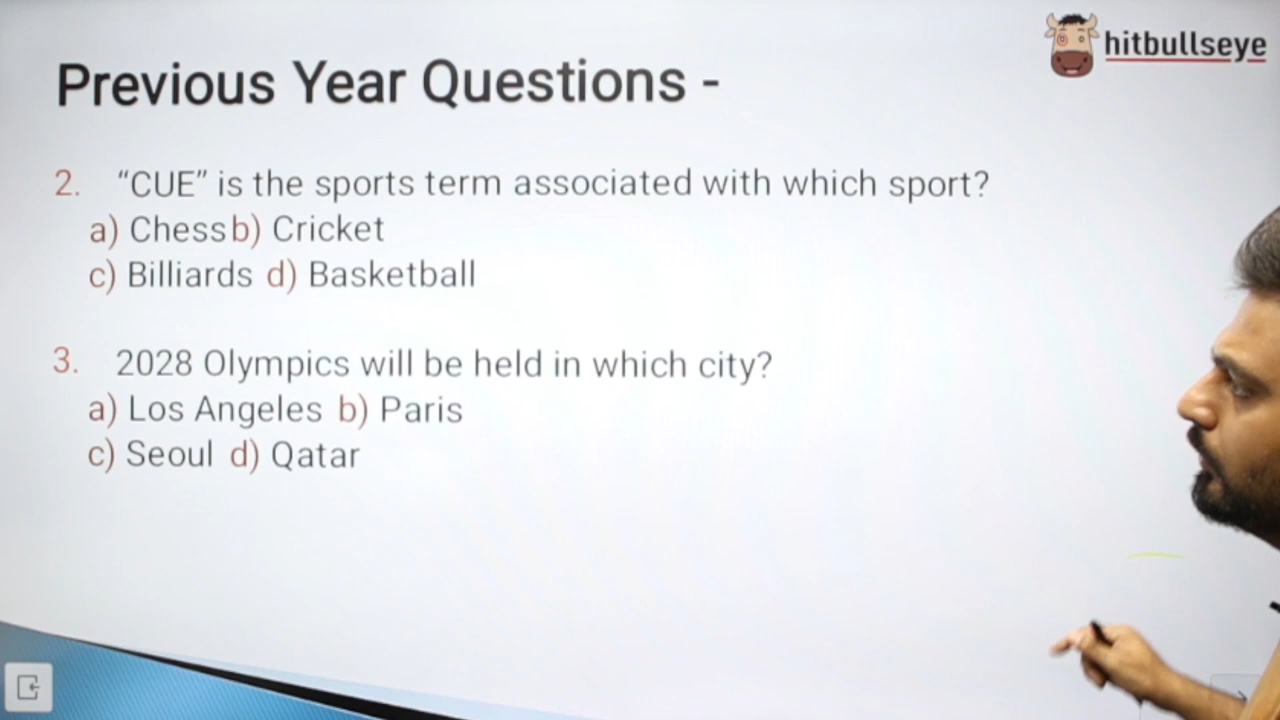 hitbullseye
Previous Year Questions -
2. “CUE” is the sports term associated with which sport?
a) Chess b) Cricket
c) Billiards d) Basketball
3. 2028 Olympics will be held in which city?
a) Los Angeles b) Paris
c) Seoul d) Qatar